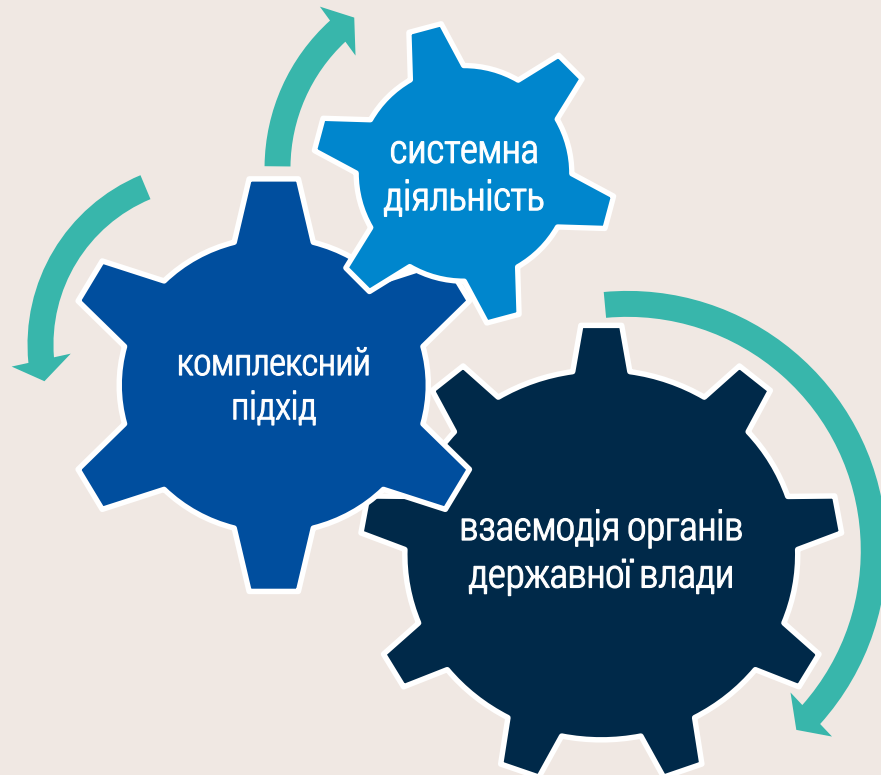 системна
діяльність
комплексний
підхід
взаємодія органів
державної влади